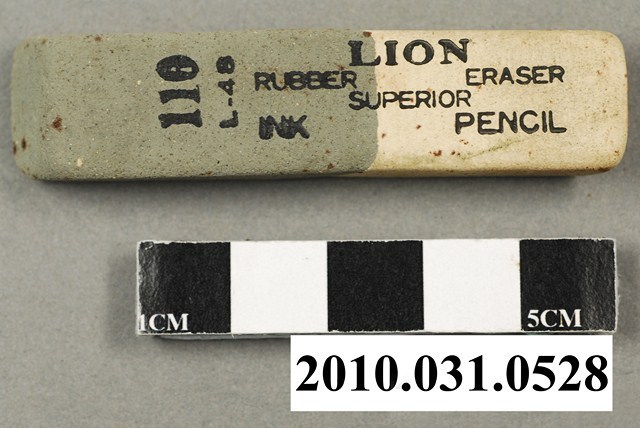 110
L-48
LION
RUBBER ERASER
SUPERIOR
INK PENCIL
1CM 5CM
2010.031.0528